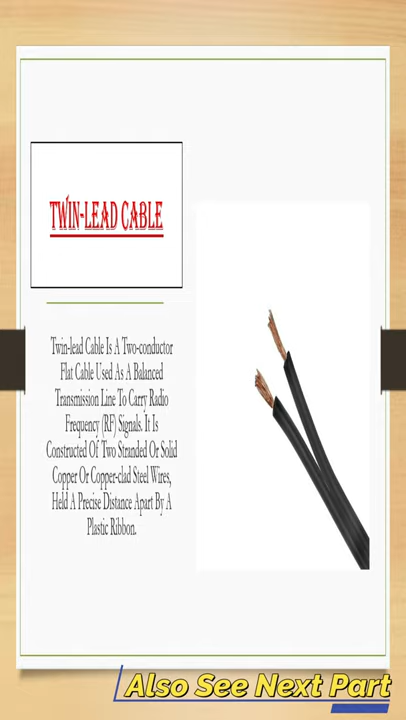 TWIN-LEAD CABLE
Twin-lead Cable Is A Two-conductor
Flat Cable Used As A Balanced
Transmission Line To Carry Radio
Frequency (RF) Signals. It Is
Constructed Of Two Stranded Or Solid
Copper Or Copper-clad Steel Wires,
Held A Precise Distance Apart By A
Plastic Ribbon.
Also See Next Part